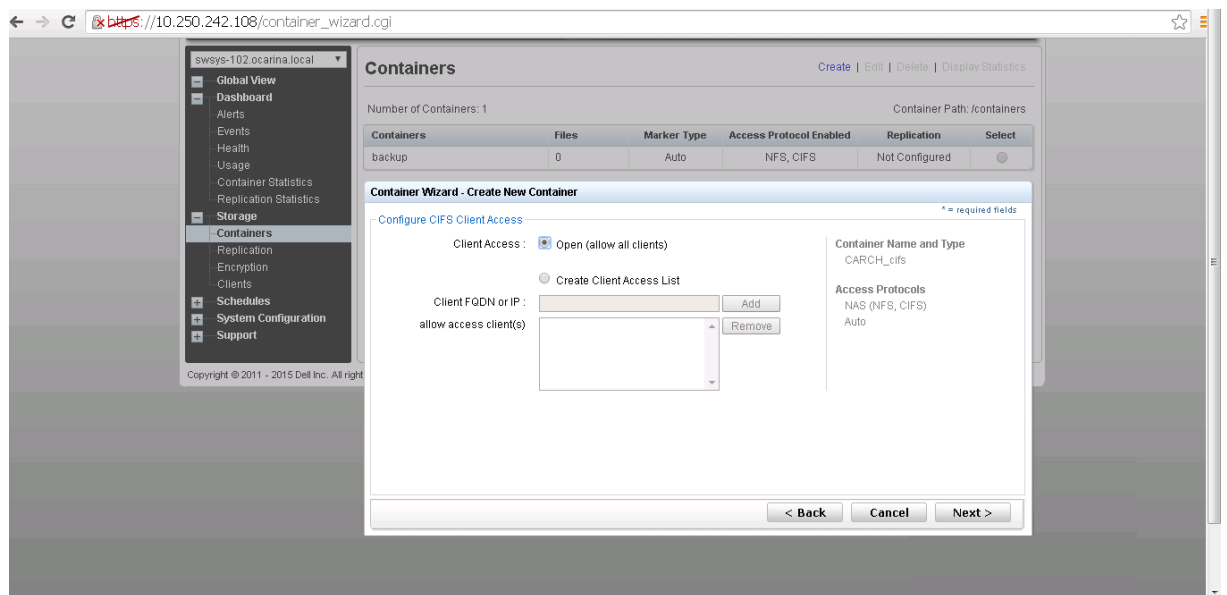 https://10.250.242.108/container_wizard.cgi
swsys-102.ocarina.local
Global View
Dashboard
Alerts
Events
Health
Usage
Container Statistics
Replication Statistics
Storage
Containers
Replication
Encryption
Clients
Schedules
System Configuration
Support
Copyright © 2011 - 2015 Dell Inc. All right
Containers
Create | Edit | Delete | Display Statistics
Number of Containers: 1 Container Path: /containers
Containers Files Marker Type Access Protocol Enabled Replication Select
backup 0 Auto NFS, CIFS Not Configured
Container Wizard - Create New Container
* = required fields
Configure CIFS Client Access
Client Access : Open (allow all clients)
Create Client Access List
Client FQDN or IP : Add
allow access client(s) Remove
Container Name and Type
CARCH_cifs
Access Protocols
NAS (NFS, CIFS)
Auto
< Back Cancel Next >